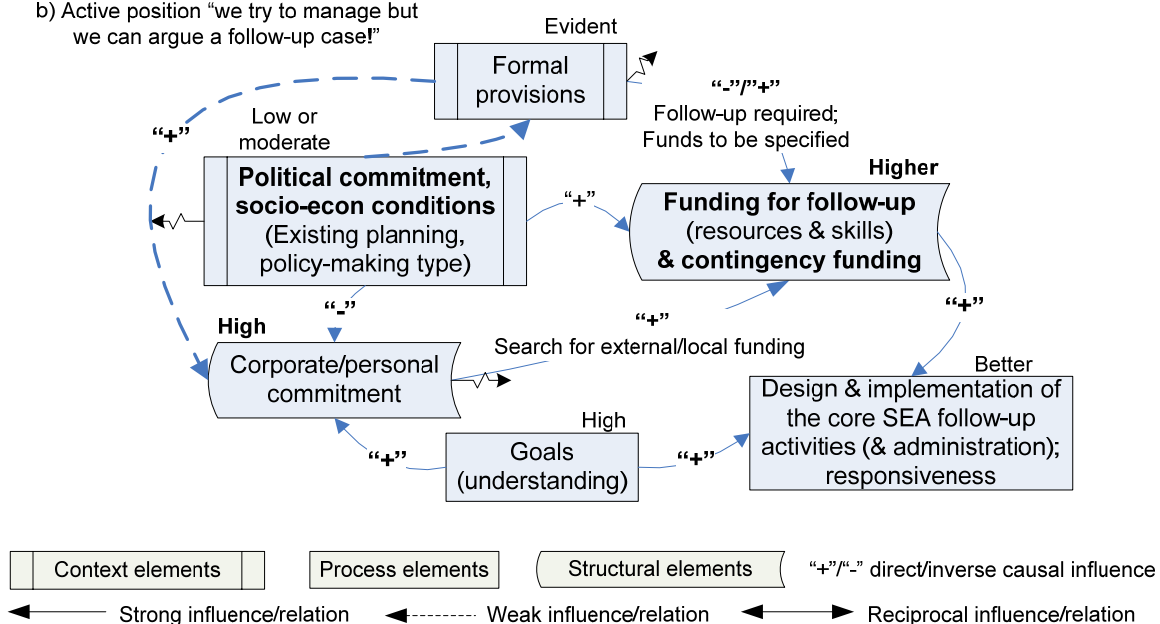 b) Active position “we try to manage but
we can argue a follow-up case!”
Evident
Formal
provisions
“-”/”+”
Follow-up required;
Funds to be specified
“+”
Low or
moderate
Political commitment,
socio-econ conditions
(Existing planning,
policy-making type)
“+”
Higher
Funding for follow-up
(resources & skills)
& contingency funding
“-”
“+”
“+”
High
Corporate/personal
commitment
Search for external/local funding
Better
Design & implementation of
the core SEA follow-up
activities (& administration);
responsiveness
High
Goals
(understanding)
“+”
“+”
Context elements
Process elements
Structural elements
“+”/“-” direct/inverse causal influence
Strong influence/relation
Weak influence/relation
Reciprocal influence/relation